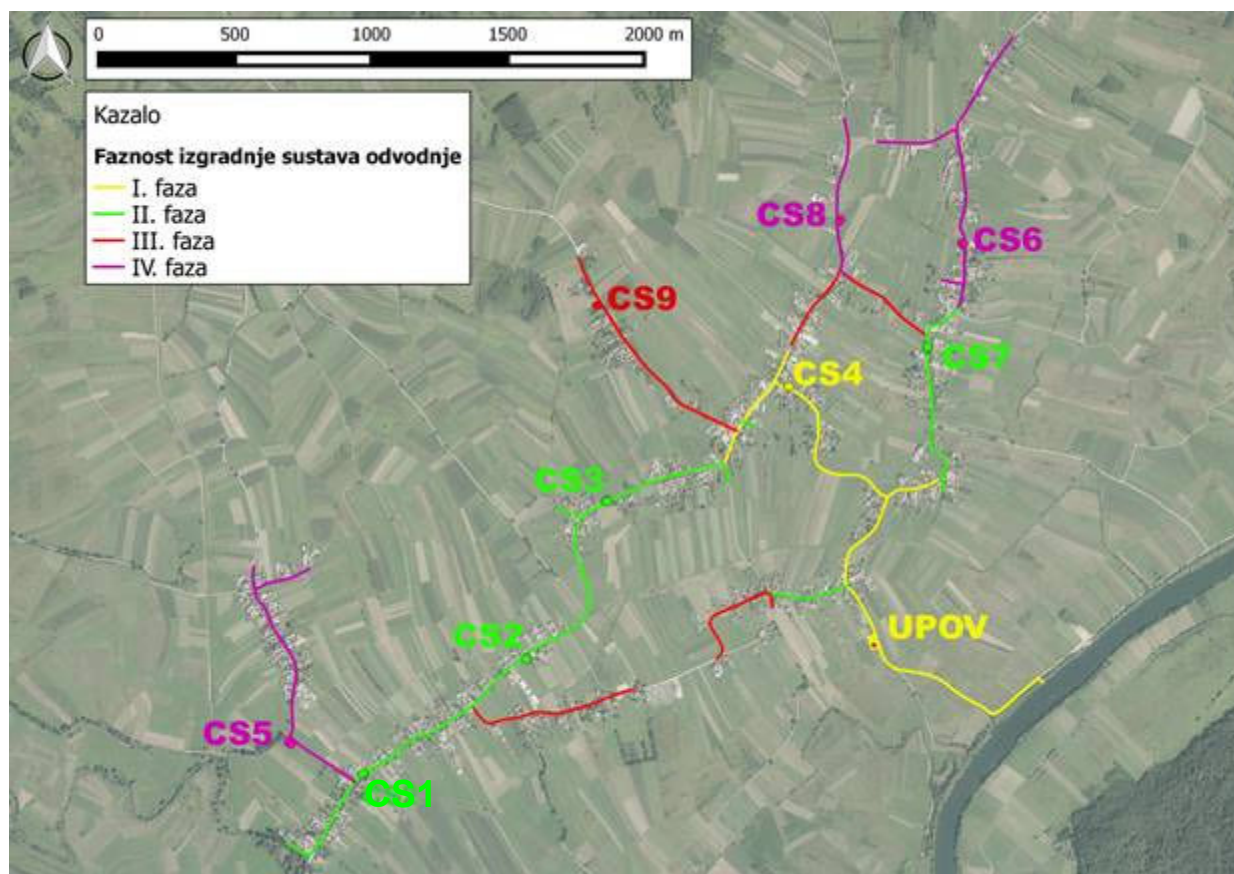 0 500 1000 1500 2000 m
Kazalo
Faznost izgradnje sustava odvodnje
I. faza
II. faza
III. faza
IV. faza
CS8
CS6
CS9
CS7
CS4
CS3
UPOV
CS2
CS5
CS1